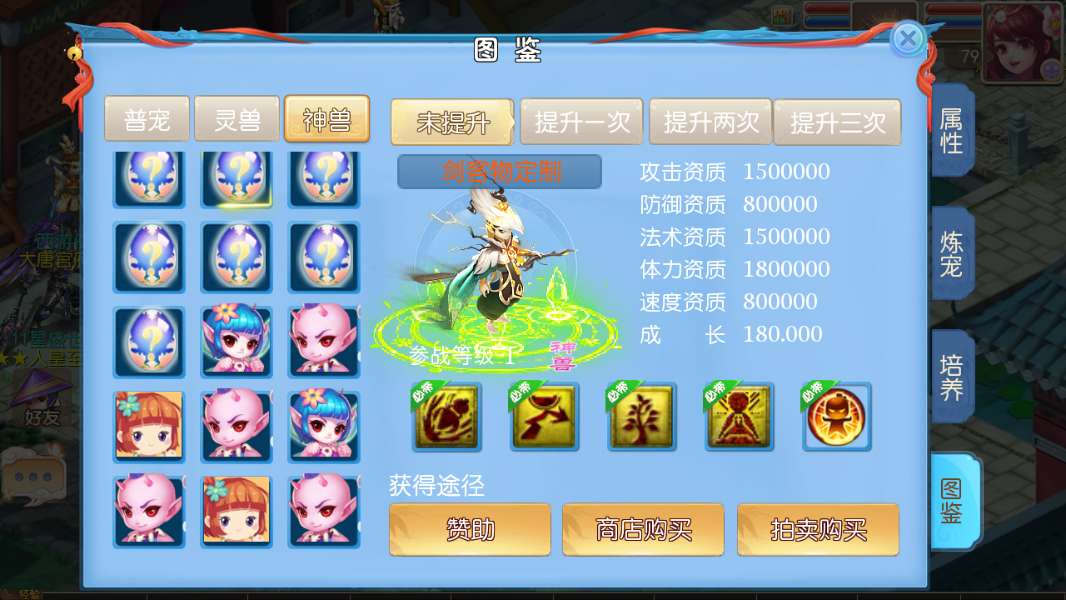 图 鉴
79
普宠 灵兽 神兽
未提升 提升一次 提升两次 提升三次
剑客物定制
攻击资质 1500000
防御资质 800000
法术资质 1500000
体力资质 1800000
速度资质 800000
成 长 180.000
参战等级:1
神兽
必带 必带 必带 必带 必带
获得途径
赞助 商店购买 拍卖购买
属性
炼宠
培养
图鉴
好友
经验